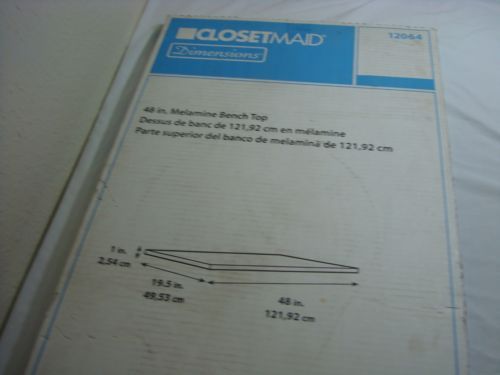 CLOSETMAID®
12064
Dimensions
48 in. Melamine Bench Top
Dessus de banc de 121,92 cm en mélamine
Parte superior del banco de melamina de 121,92 cm
1 in.
2,54 cm
19.5 in.
49,53 cm
48 in.
121,92 cm